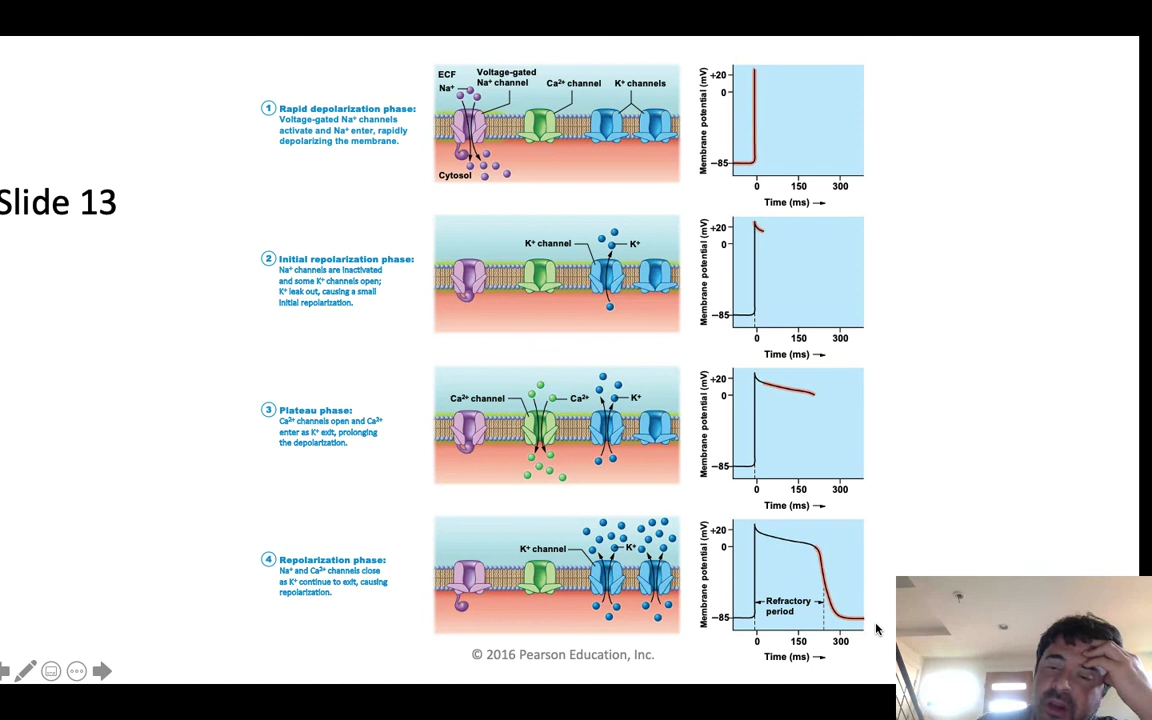 Slide 13
① Rapid depolarization phase:
Voltage-gated Na⁺ channels
activate and Na⁺ enter, rapidly
depolarizing the membrane.
ECF
Na⁺
Voltage-gated
Na⁺ channel
Ca²⁺ channel
K⁺ channels
Cytosol
Membrane potential (mV)
+20
0
−85
0 150 300
Time (ms)
② Initial repolarization phase:
Na⁺ channels are inactivated
and some K⁺ channels open;
K⁺ leak out, causing a small
initial repolarization.
K⁺ channel
K⁺
Membrane potential (mV)
+20
0
−85
0 150 300
Time (ms)
③ Plateau phase:
Ca²⁺ channels open and Ca²⁺
enter as K⁺ exit, prolonging
the depolarization.
Ca²⁺ channel
Ca²⁺
K⁺
Membrane potential (mV)
+20
0
−85
0 150 300
Time (ms)
④ Repolarization phase:
Na⁺ and Ca²⁺ channels close
as K⁺ continue to exit, causing
repolarization.
K⁺ channel
K⁺
Membrane potential (mV)
+20
0
−85
Refractory
period
0 150 300
Time (ms)
© 2016 Pearson Education, Inc.